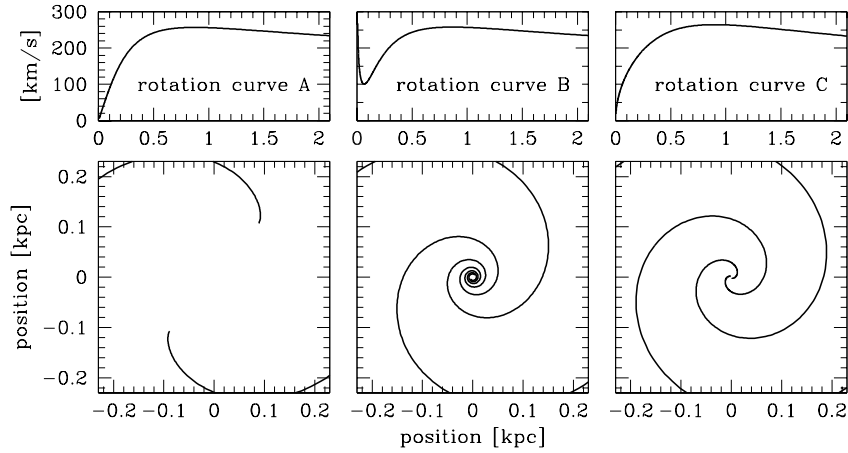 300
200
100
0
[km/s]
rotation curve A
rotation curve B
rotation curve C
0 0.5 1 1.5 2
0 0.5 1 1.5 2
0 0.5 1 1.5 2
0.2
0.1
0
−0.1
−0.2
position [kpc]
−0.2 −0.1 0 0.1 0.2
−0.2 −0.1 0 0.1 0.2
−0.2 −0.1 0 0.1 0.2
position [kpc]